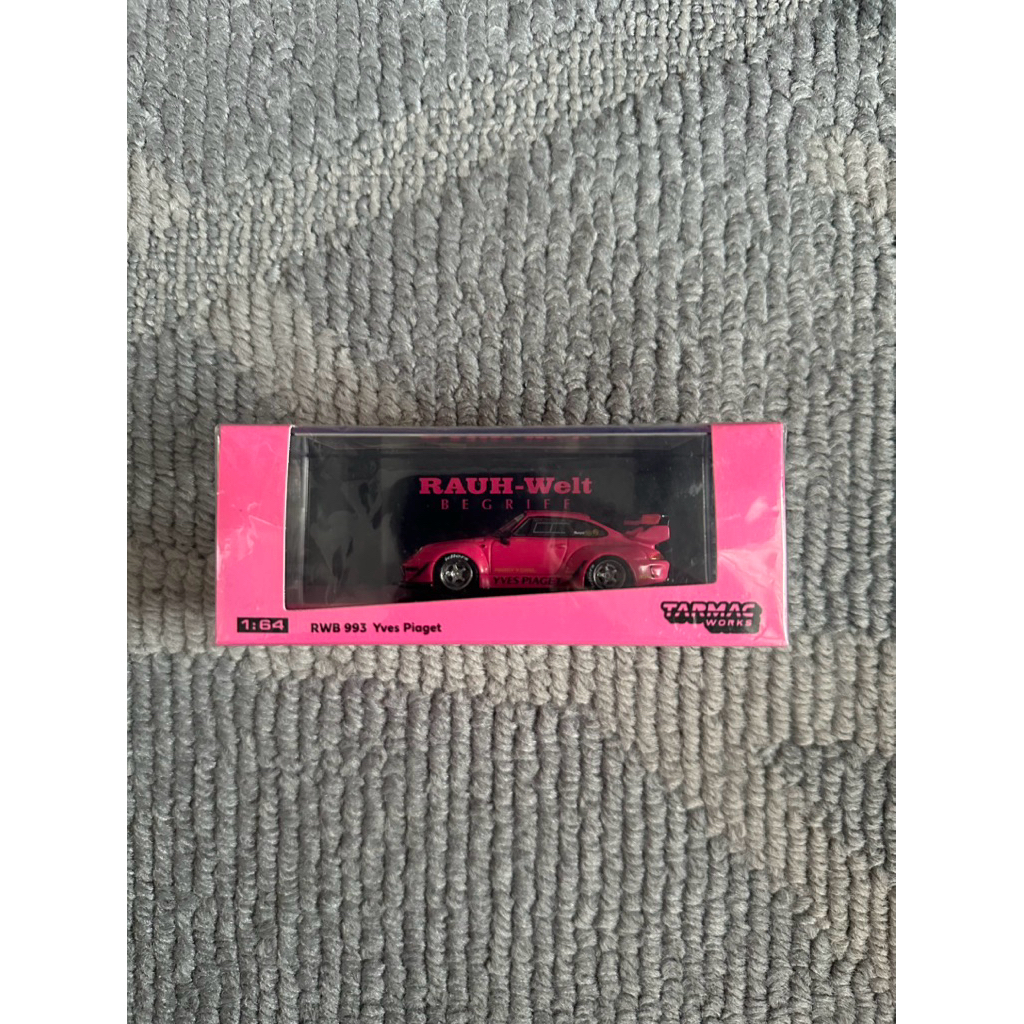 RAUH-Welt
BEGRIFF
YVES PIAGET
1:64
RWB 993 Yves Piaget
TARMAC
WORKS